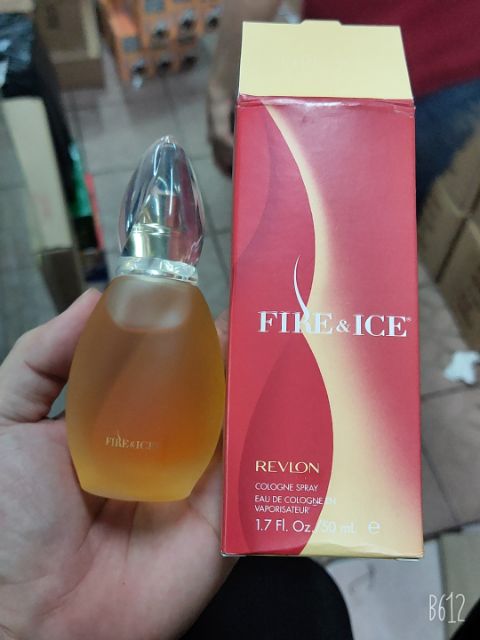 FIRE & ICE®
FIRE & ICE
REVLON
COLOGNE SPRAY
EAU DE COLOGNE EN
VAPORISATEUR
1.7 Fl. Oz. 50 mL e
B612